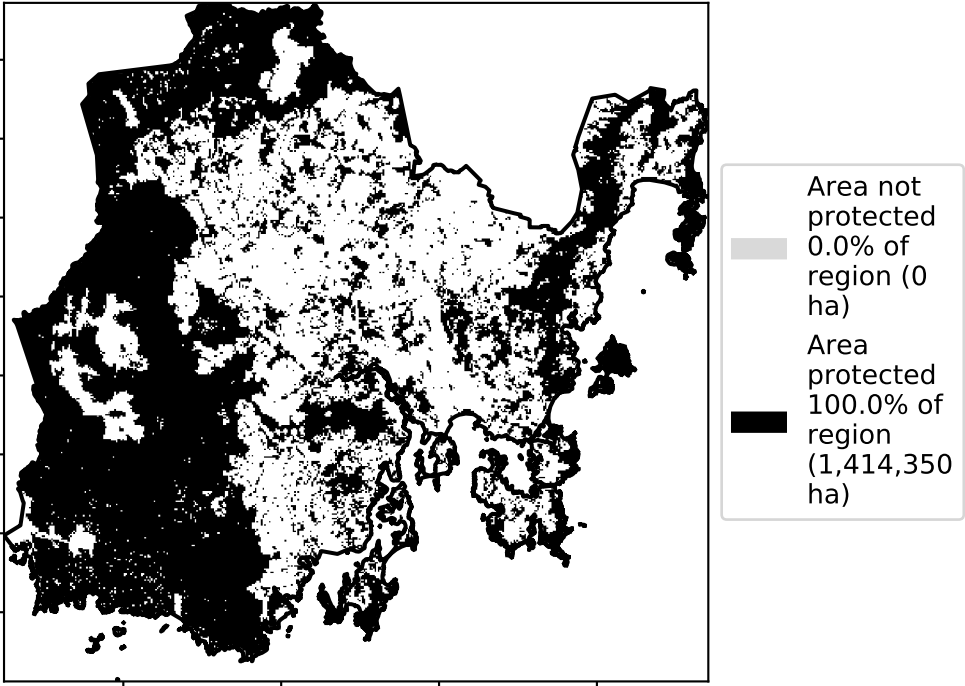 Area not
protected
0.0% of
region (0
ha)
Area
protected
100.0% of
region
(1,414,350
ha)